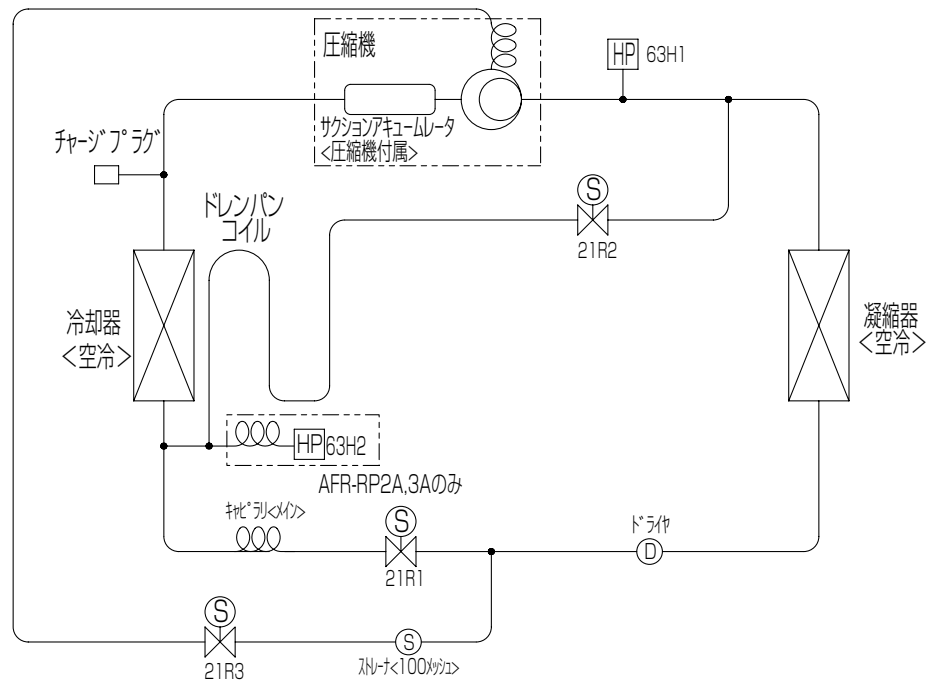 圧縮機
HP 63H1
サクションアキュームレータ
<圧縮機付属>
チャージプラグ
ドレンパン
コイル
S
21R2
冷却器
<空冷>
凝縮器
<空冷>
HP 63H2
AFR-RP2A,3Aのみ
キャピラリ<メイン>
S
21R1
ドライヤ
D
S
21R3
S
ストレーナ<100メッシュ>